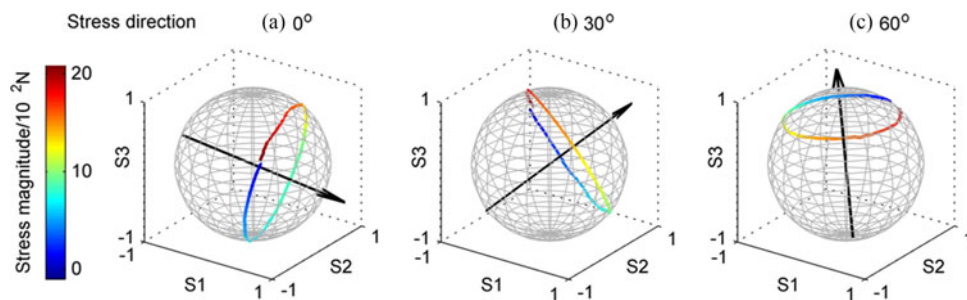 Stress direction
(a) 0°
(b) 30°
(c) 60°
Stress magnitude/10 ²N
20
10
0
1
S3
-1
-1
S1
1
-1
S2
1
1
S3
-1
-1
S1
1
-1
S2
1
1
S3
-1
-1
S1
1
-1
S2
1